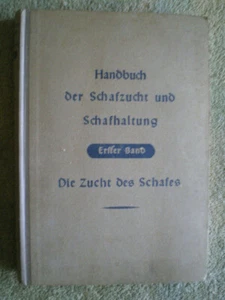 Handbuch
der Schafzucht und
Schafhaltung
Erster Band
Die Zucht des Schafes